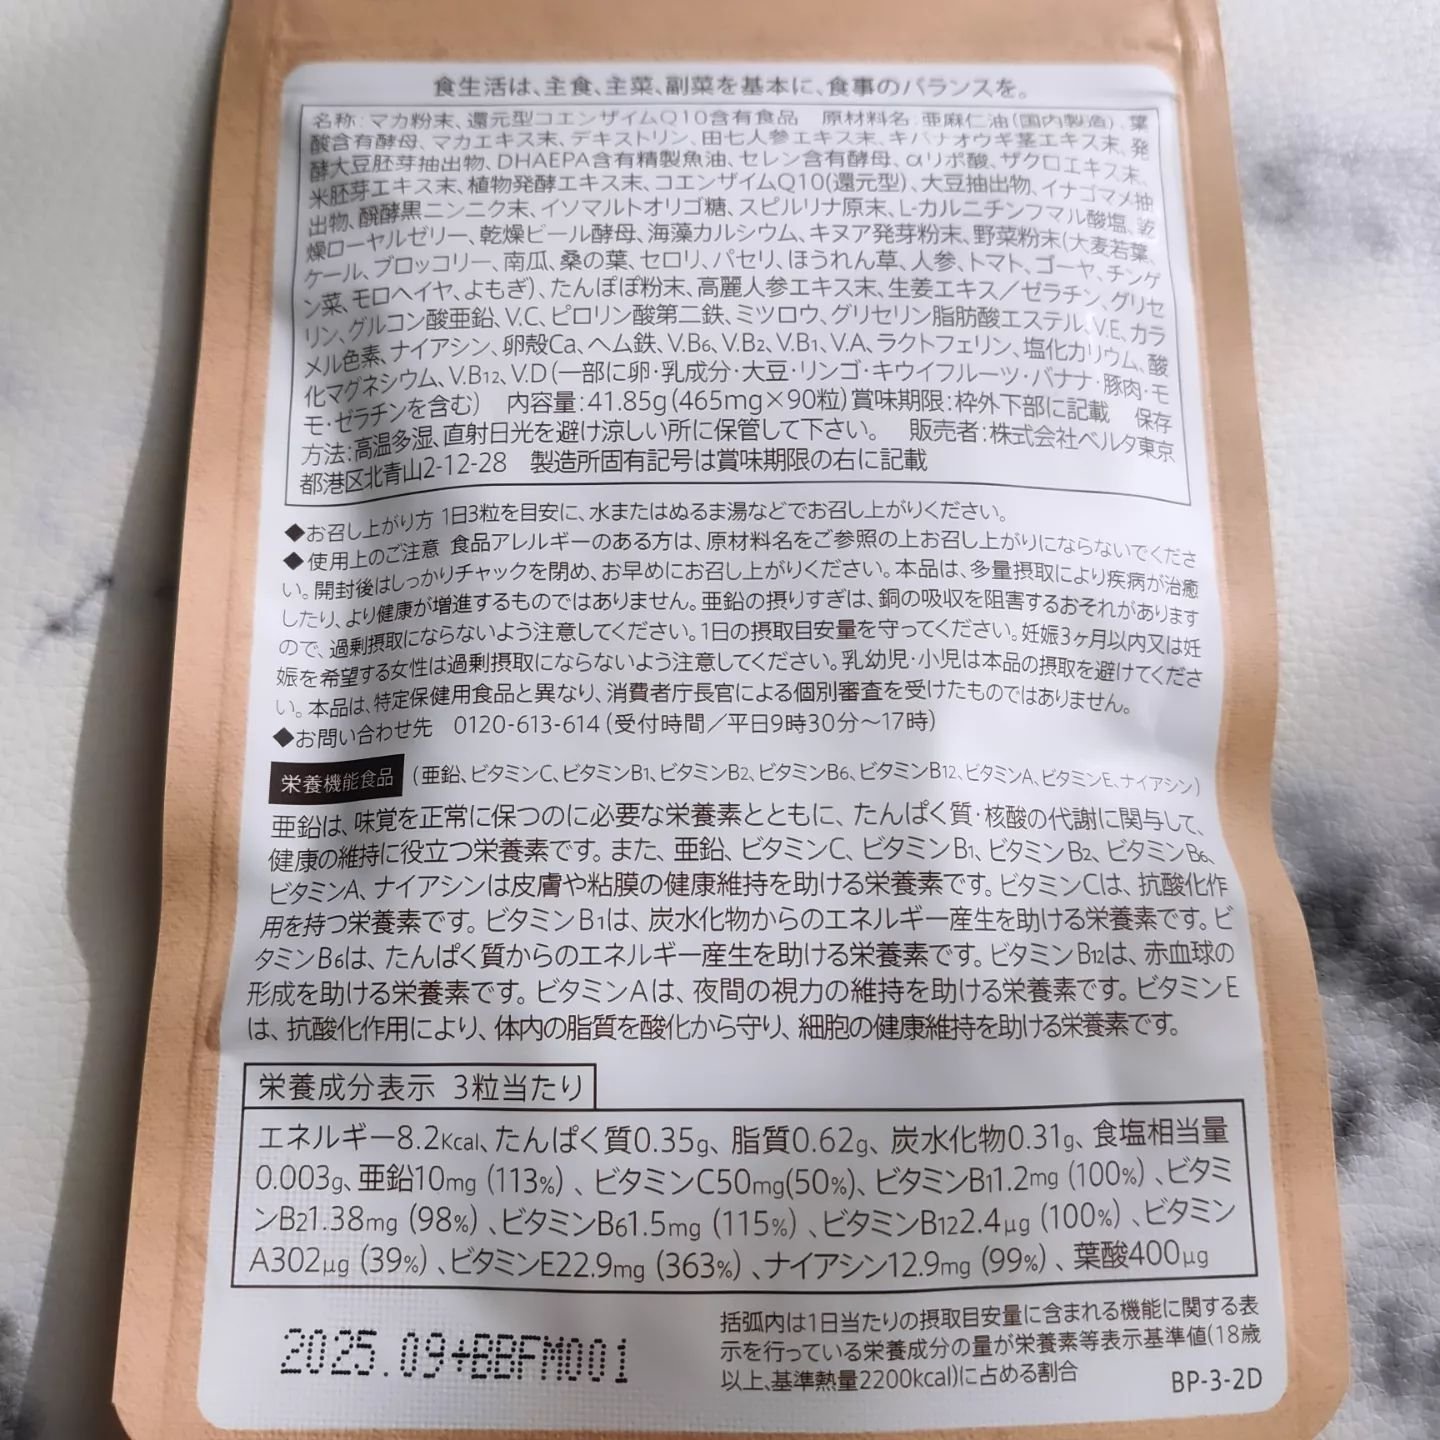 食生活は、主食、主菜、副菜を基本に、食事のバランスを。
名称:マカ粉末、還元型コエンザイムQ10含有食品 原材料名:亜麻仁油(国内製造)、葉
酸含有酵母、マカエキス末、デキストリン、田七人参エキス末、キバナオウギ茎エキス末、発
酵大豆胚芽抽出物、DHAEPA含有精製魚油、セレン含有酵母、αリポ酸、ザクロエキス末、
米胚芽エキス末、植物発酵エキス末、コエンザイムQ10(還元型)、大豆抽出物、イナゴマメ抽
出物、醗酵黒ニンニク末、イソマルトオリゴ糖、スピルリナ原末、L-カルニチンフマル酸塩、乾
燥ローヤルゼリー、乾燥ビール酵母、海藻カルシウム、キヌア発芽粉末、野菜粉末(大麦若葉、
ケール、ブロッコリー、南瓜、桑の葉、セロリ、パセリ、ほうれん草、人参、トマト、ゴーヤ、チンゲ
ン菜、モロヘイヤ、よもぎ)、たんぽぽ粉末、高麗人参エキス末、生姜エキス/ゼラチン、グリセ
リン、グルコン酸亜鉛、V.C、ピロリン酸第二鉄、ミツロウ、グリセリン脂肪酸エステル、V.E、カラ
メル色素、ナイアシン、卵殻Ca、ヘム鉄、V.B6、V.B2、V.B1、V.A、ラクトフェリン、塩化カリウム、酸
化マグネシウム、V.B12、V.D(一部に卵・乳成分・大豆・リンゴ・キウイフルーツ・バナナ・豚肉・モ
モ・ゼラチンを含む) 内容量:41.85g(465mg×90粒)賞味期限:枠外下部に記載 保存
方法:高温多湿、直射日光を避け涼しい所に保管して下さい。 販売者:株式会社ベルタ東京
都港区北青山2-12-28 製造所固有記号は賞味期限の右に記載
◆お召し上がり方 1日3粒を目安に、水またはぬるま湯などでお召し上がりください。
◆使用上のご注意 食品アレルギーのある方は、原材料名をご参照の上お召し上がりにならないでくださ
い。開封後はしっかりチャックを閉め、お早めにお召し上がりください。本品は、多量摂取により疾病が治癒
したり、より健康が増進するものではありません。亜鉛の摂りすぎは、銅の吸収を阻害するおそれがあります
ので、過剰摂取にならないよう注意してください。1日の摂取目安量を守ってください。妊娠3ヶ月以内又は妊
娠を希望する女性は過剰摂取にならないよう注意してください。乳幼児・小児は本品の摂取を避けてくださ
い。本品は、特定保健用食品と異なり、消費者庁長官による個別審査を受けたものではありません。
◆お問い合わせ先 0120-613-614(受付時間/平日9時30分～17時)
栄養機能食品 (亜鉛、ビタミンC、ビタミンB1、ビタミンB2、ビタミンB6、ビタミンB12、ビタミンA、ビタミンE、ナイアシン)
亜鉛は、味覚を正常に保つのに必要な栄養素とともに、たんぱく質・核酸の代謝に関与して、
健康の維持に役立つ栄養素です。また、亜鉛、ビタミンC、ビタミンB1、ビタミンB2、ビタミンB6、
ビタミンA、ナイアシンは皮膚や粘膜の健康維持を助ける栄養素です。ビタミンCは、抗酸化作
用を持つ栄養素です。ビタミンB1は、炭水化物からのエネルギー産生を助ける栄養素です。ビ
タミンB6は、たんぱく質からのエネルギー産生を助ける栄養素です。ビタミンB12は、赤血球の
形成を助ける栄養素です。ビタミンAは、夜間の視力の維持を助ける栄養素です。ビタミンE
は、抗酸化作用により、体内の脂質を酸化から守り、細胞の健康維持を助ける栄養素です。
栄養成分表示 3粒当たり
エネルギー8.2Kcal、たんぱく質0.35g、脂質0.62g、炭水化物0.31g、食塩相当量
0.003g、亜鉛10mg (113%)、ビタミンC50mg(50%)、ビタミンB11.2mg (100%)、ビタミ
ンB21.38mg (98%)、ビタミンB61.5mg (115%)、ビタミンB122.4μg (100%)、ビタミン
A302μg (39%)、ビタミンE22.9mg (363%)、ナイアシン12.9mg (99%)、葉酸400μg
括弧内は1日当たりの摂取目安量に含まれる機能に関する表
示を行っている栄養成分の量が栄養素等表示基準値(18歳
以上、基準熱量2200kcal)に占める割合
2025.09+BBFM001
BP-3-2D